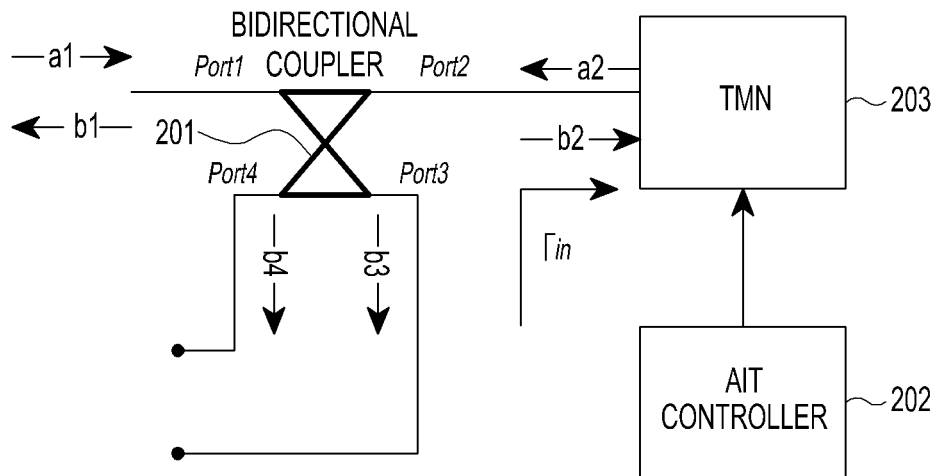 BIDIRECTIONAL
COUPLER
a1
Port1
Port2
a2
TMN
203
b1
201
b2
Port4
Port3
b4
b3
Γin
AIT
CONTROLLER
202